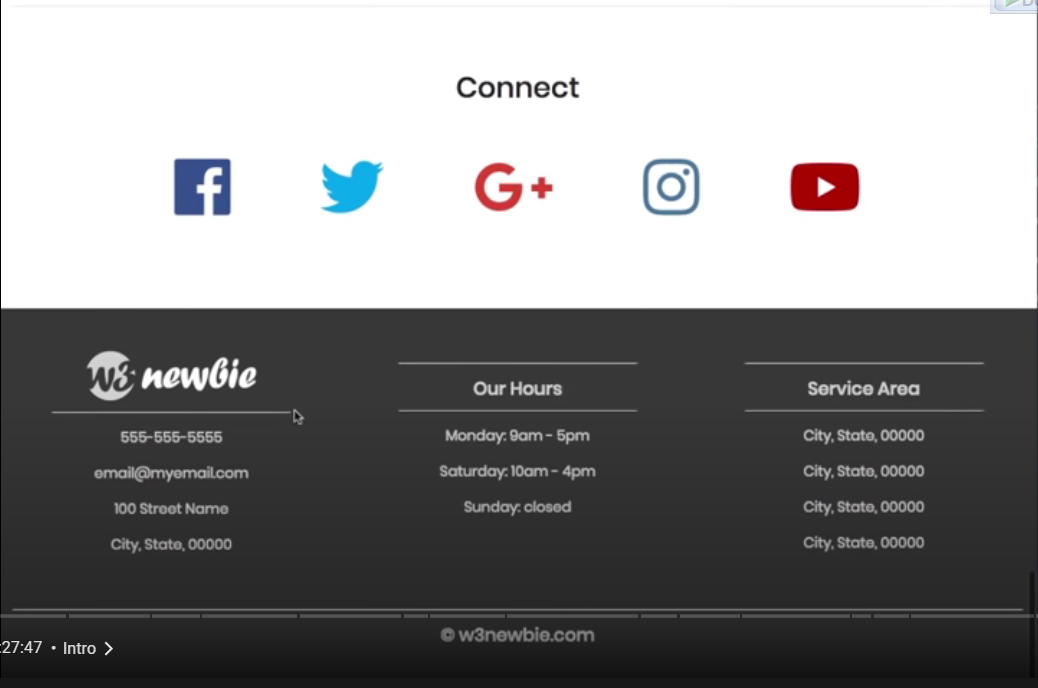 Connect
f
G+
W3 newbie
555-555-5555
email@myemail.com
100 Street Name
City, State, 00000
Our Hours
Monday: 9am - 5pm
Saturday: 10am - 4pm
Sunday: closed
Service Area
City, State, 00000
City, State, 00000
City, State, 00000
City, State, 00000
© w3newbie.com
:27:47 • Intro